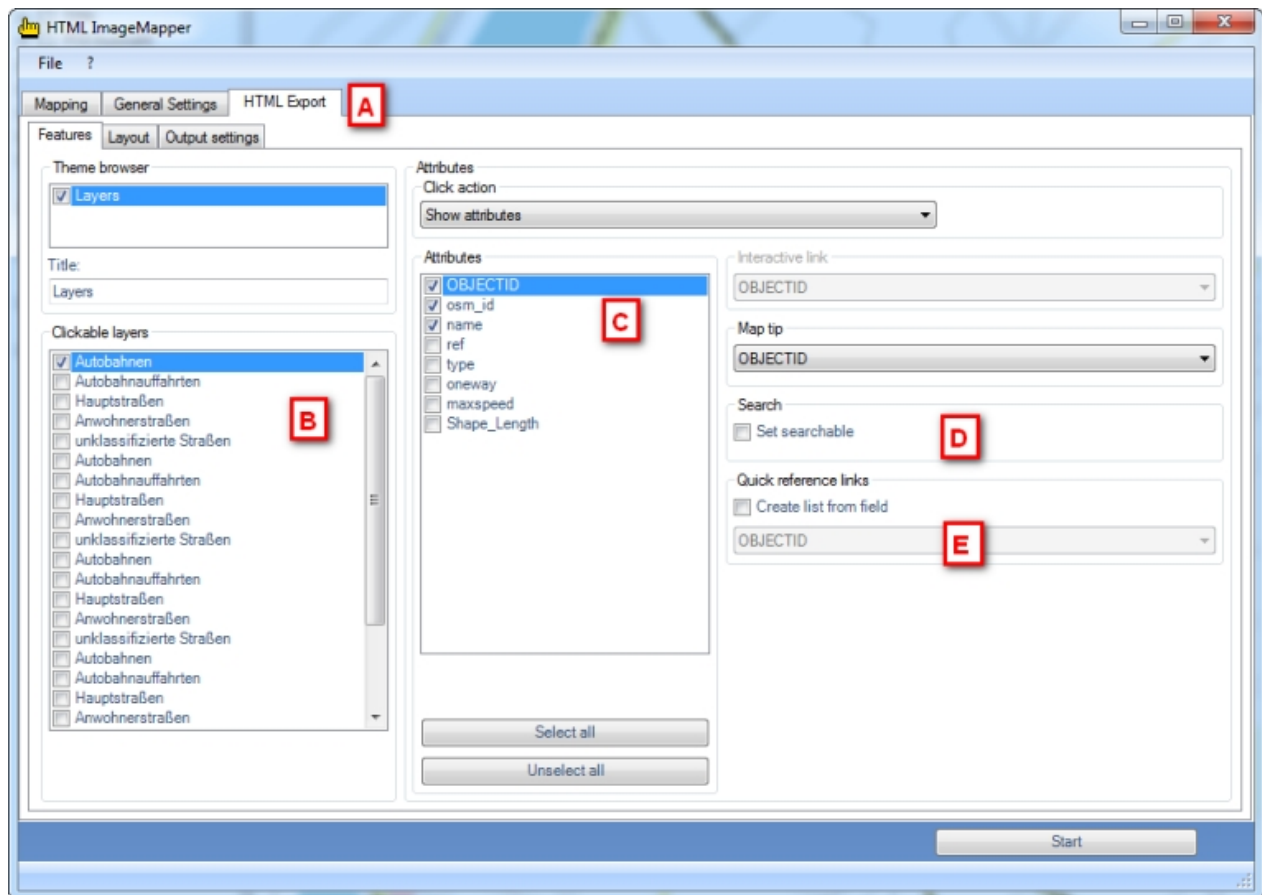 HTML ImageMapper
File ?
Mapping General Settings HTML Export A
Features Layout Output settings
Theme browser
Layers
Title:
Layers
Clickable layers
Autobahnen
Autobahnauffahrten
Hauptstraßen
Anwohnerstraßen
unklassifizierte Straßen
Autobahnen
Autobahnauffahrten
Hauptstraßen
Anwohnerstraßen
unklassifizierte Straßen
Autobahnen
Autobahnauffahrten
Hauptstraßen
Anwohnerstraßen
unklassifizierte Straßen
Autobahnen
Autobahnauffahrten
Hauptstraßen
Anwohnerstraßen
B
Attributes
Click action
Show attributes
Attributes
OBJECTID
osm_id
name
ref
type
oneway
maxspeed
Shape_Length
C
Select all
Unselect all
Interactive link
OBJECTID
Map tip
OBJECTID
Search
Set searchable
D
Quick reference links
Create list from field
OBJECTID
E
Start